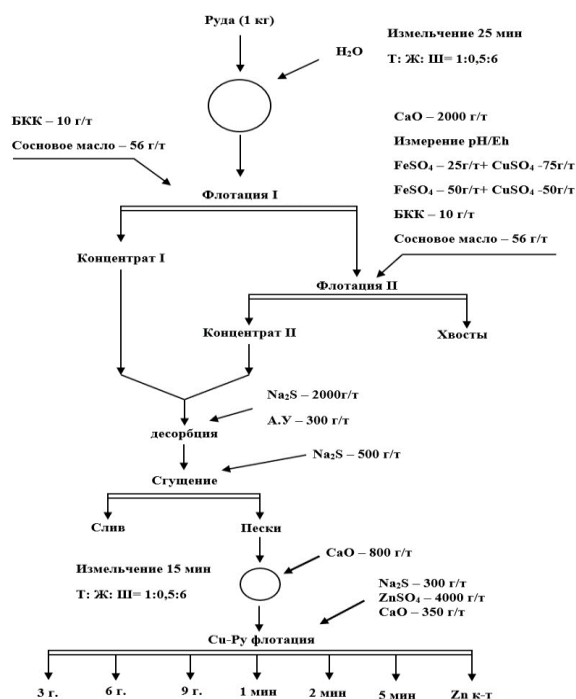 Руда (1 кг)
H₂O
Измельчение 25 мин
Т: Ж: Ш= 1:0,5:6
БКК – 10 г/т
Сосновое масло – 56 г/т
CaO – 2000 г/т
Измерение pH/Eh
FeSO₄ – 25г/т+ CuSO₄ -75г/т
FeSO₄ – 50г/т+ CuSO₄ -50г/т
БКК – 10 г/т
Сосновое масло – 56 г/т
Флотация I
Концентрат I
Флотация II
Концентрат II
Хвосты
Na₂S – 2000г/т
А.У – 300 г/т
десорбция
Na₂S – 500 г/т
Сгущение
Слив
Пески
CaO – 800 г/т
Измельчение 15 мин
Т: Ж: Ш= 1:0,5:6
Na₂S – 300 г/т
ZnSO₄ – 4000 г/т
CaO – 350 г/т
Cu-Py флотация
3 г.
6 г.
9 г.
1 мин
2 мин
5 мин
Zn к-т